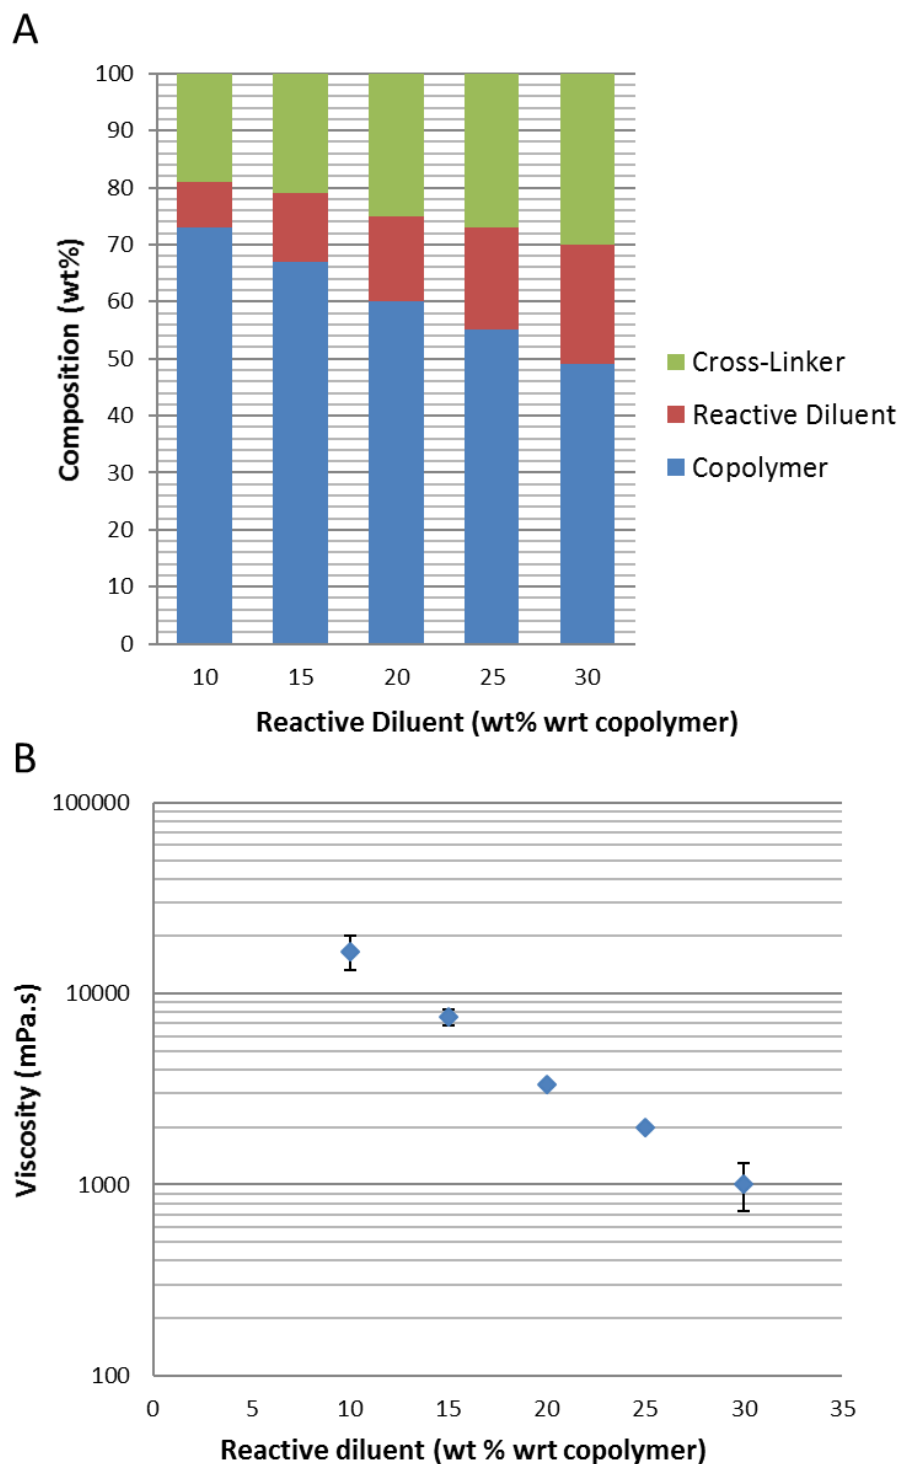 A
100
90
80
70
60
50
40
30
20
10
0
Composition (wt%)
10 15 20 25 30
Reactive Diluent (wt% wrt copolymer)
Cross-Linker
Reactive Diluent
Copolymer
B
100000
10000
1000
100
Viscosity (mPa.s)
0 5 10 15 20 25 30 35
Reactive diluent (wt % wrt copolymer)